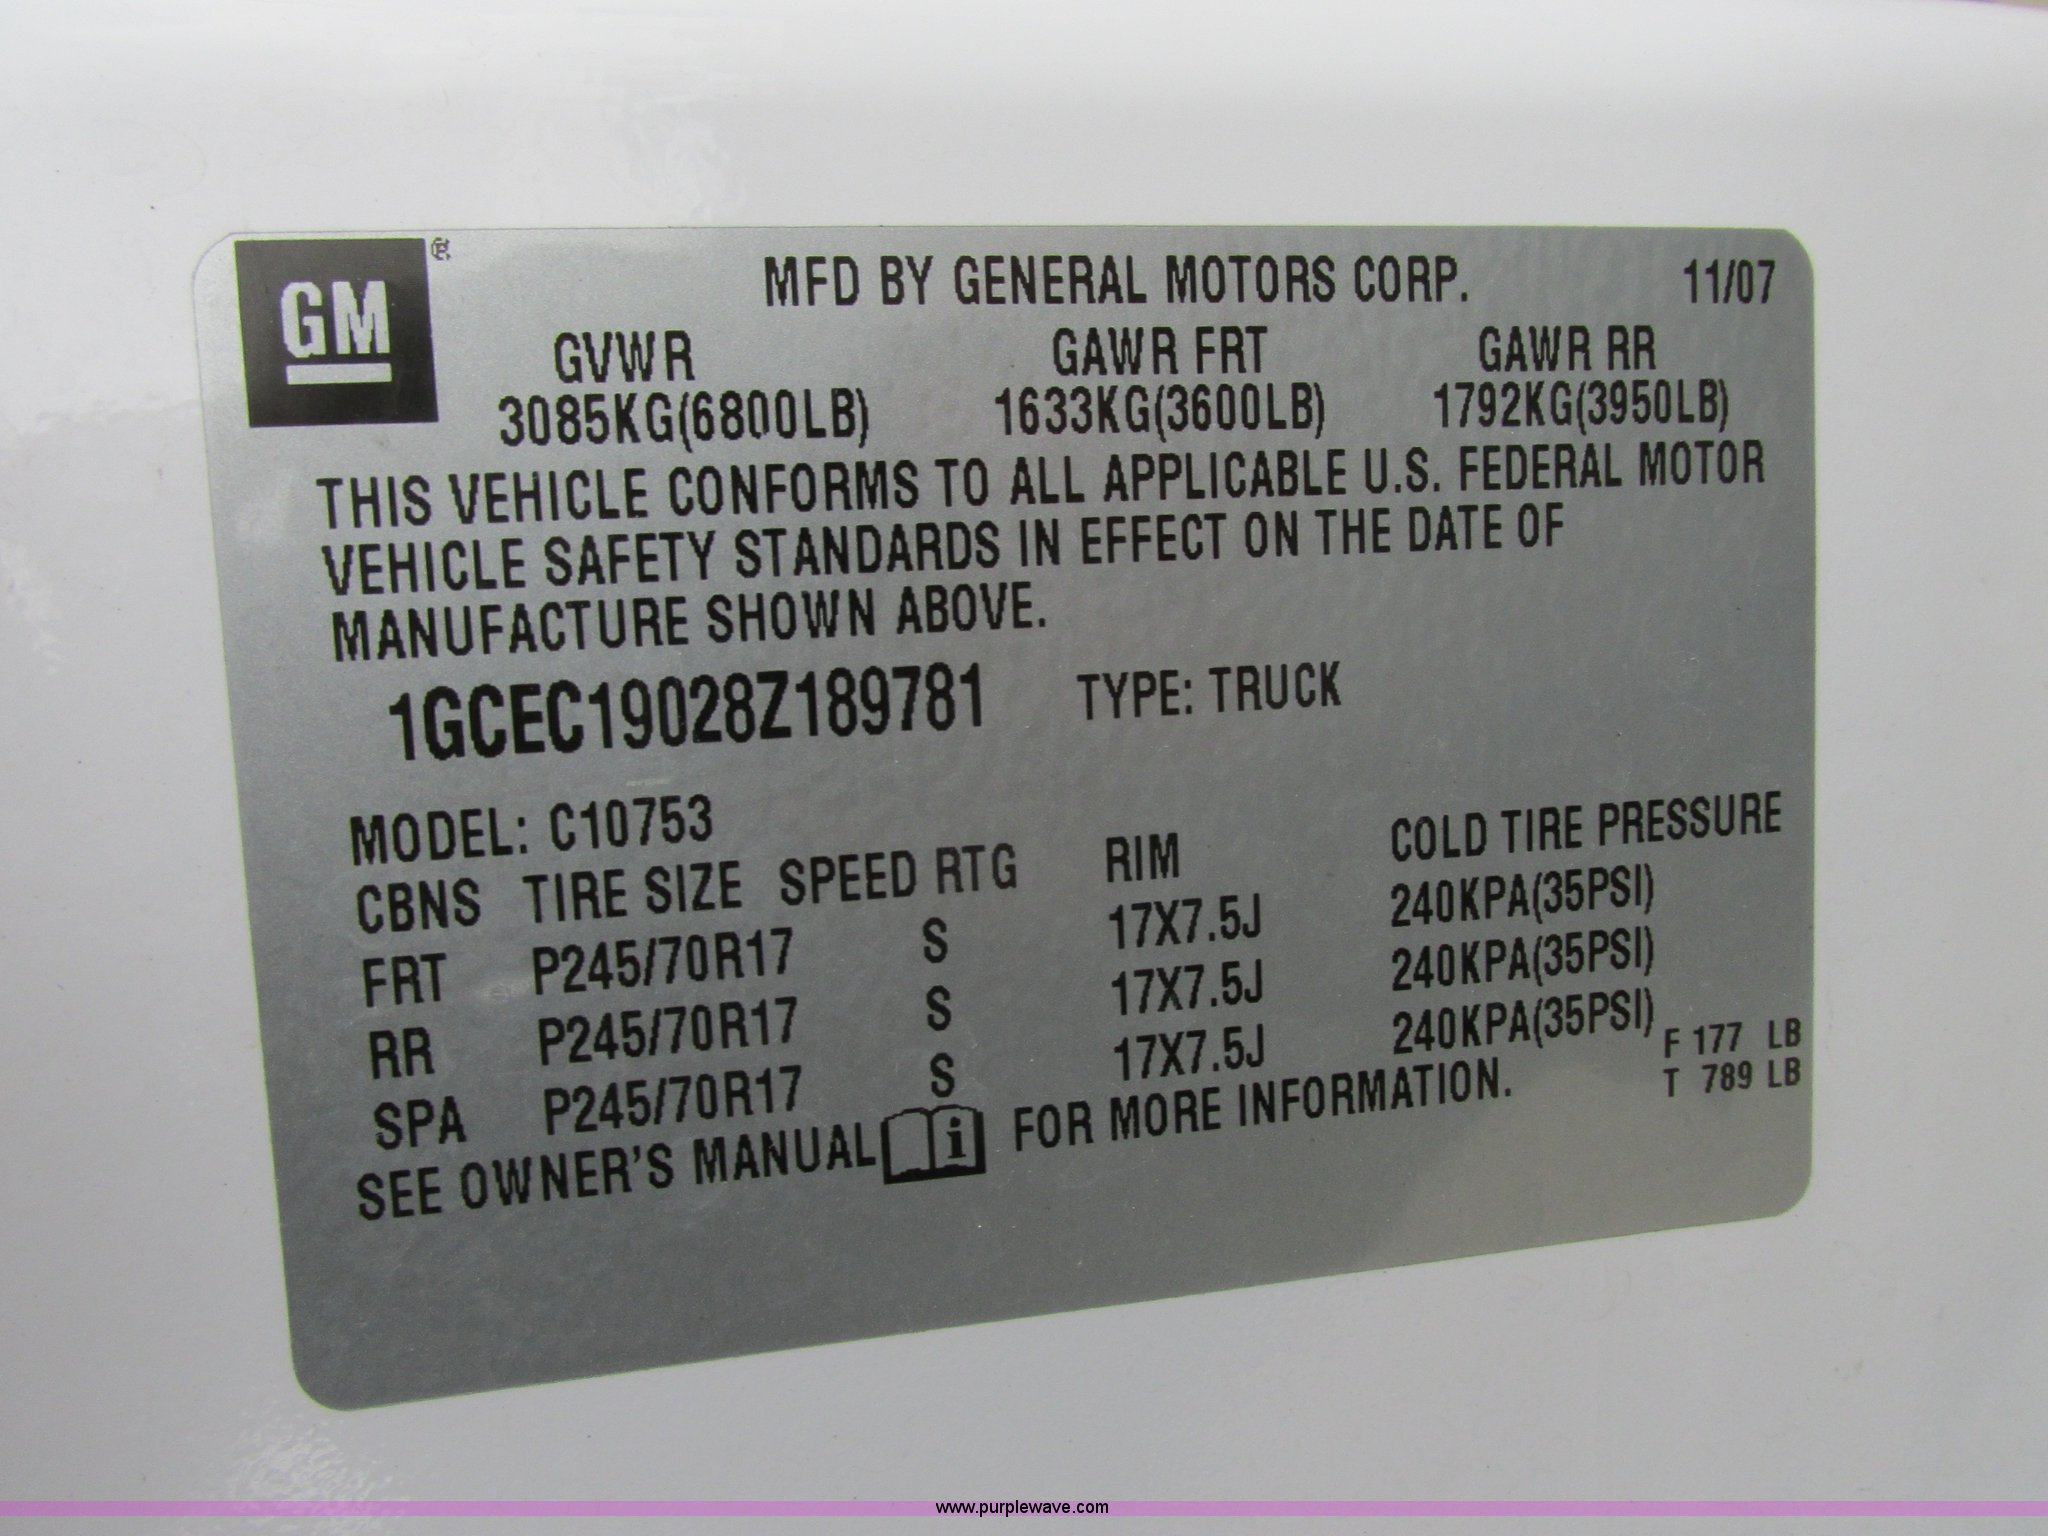 GM®
MFD BY GENERAL MOTORS CORP. 11/07
GVWR GAWR FRT GAWR RR
3085KG(6800LB) 1633KG(3600LB) 1792KG(3950LB)
THIS VEHICLE CONFORMS TO ALL APPLICABLE U.S. FEDERAL MOTOR
VEHICLE SAFETY STANDARDS IN EFFECT ON THE DATE OF
MANUFACTURE SHOWN ABOVE.
1GCEC19028Z189781 TYPE: TRUCK
MODEL: C10753
CBNS TIRE SIZE SPEED RTG RIM COLD TIRE PRESSURE
FRT P245/70R17 S 17X7.5J 240KPA(35PSI)
RR P245/70R17 S 17X7.5J 240KPA(35PSI)
SPA P245/70R17 S 17X7.5J 240KPA(35PSI)
F 177 LB
T 789 LB
SEE OWNER'S MANUAL i FOR MORE INFORMATION.
www.purplewave.com